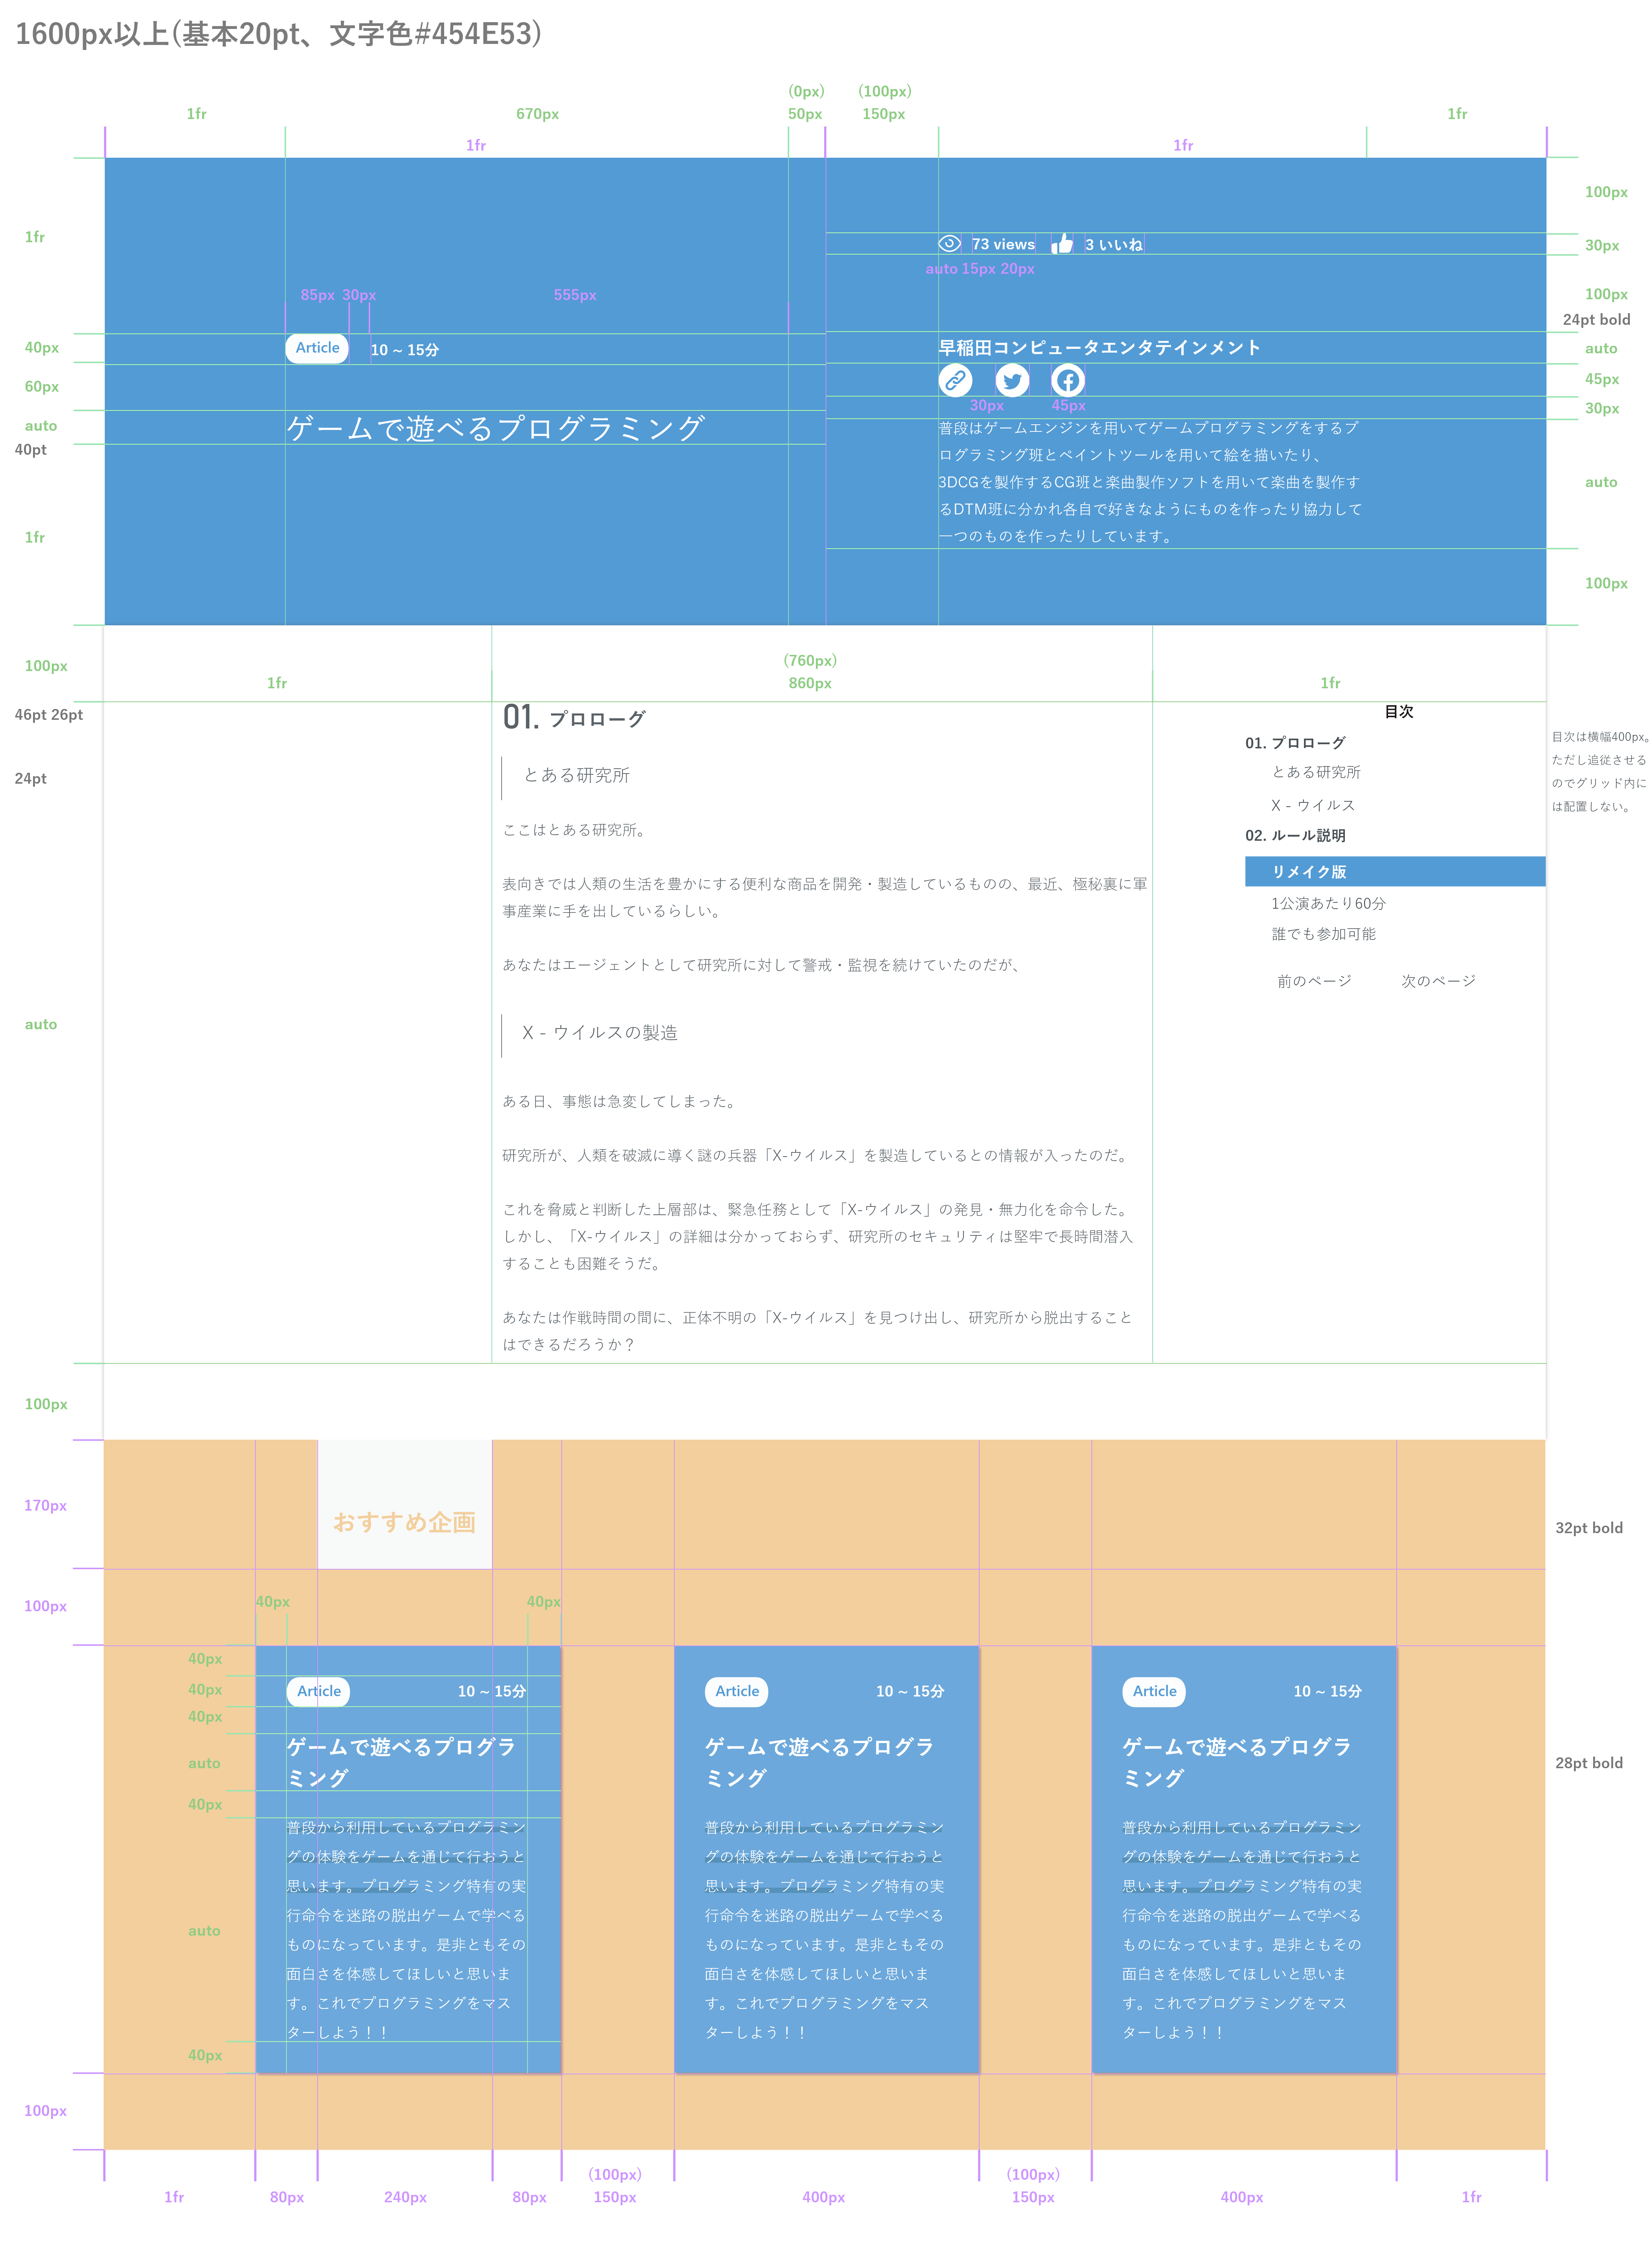 1600px以上(基本20pt、文字色#454E53)
(0px)
(100px)
1fr
670px
50px
150px
1fr
1fr
1fr
100px
1fr
73 views
3 いいね
30px
auto 15px 20px
85px 30px
555px
100px
24pt bold
40px
Article
10 ~ 15分
早稲田コンピュータエンタテインメント
auto
60px
45px
30px
45px
30px
auto
40pt
ゲームで遊べるプログラミング
普段はゲームエンジンを用いてゲームプログラミングをするプ
ログラミング班とペイントツールを用いて絵を描いたり、
3DCGを製作するCG班と楽曲製作ソフトを用いて楽曲を製作す
るDTM班に分かれ各自で好きなようにものを作ったり協力して
一つのものを作ったりしています。
auto
1fr
100px
100px
(760px)
1fr
860px
1fr
46pt 26pt
01. プロローグ
目次
目次は横幅400px。
ただし追従させる
のでグリッド内に
は配置しない。
01. プロローグ
とある研究所
X - ウイルス
02. ルール説明
リメイク版
1公演あたり60分
誰でも参加可能
前のページ
次のページ
24pt
とある研究所
ここはとある研究所。
表向きでは人類の生活を豊かにする便利な商品を開発・製造しているものの、最近、極秘裏に軍
事産業に手を出しているらしい。
あなたはエージェントとして研究所に対して警戒・監視を続けていたのだが、
auto
X - ウイルスの製造
ある日、事態は急変してしまった。
研究所が、人類を破滅に導く謎の兵器「X-ウイルス」を製造しているとの情報が入ったのだ。
これを脅威と判断した上層部は、緊急任務として「X-ウイルス」の発見・無力化を命令した。
しかし、「X-ウイルス」の詳細は分かっておらず、研究所のセキュリティは堅牢で長時間潜入
することも困難そうだ。
あなたは作戦時間の間に、正体不明の「X-ウイルス」を見つけ出し、研究所から脱出すること
はできるだろうか？
100px
170px
おすすめ企画
32pt bold
100px
40px
40px
40px
40px
40px
auto
40px
auto
40px
Article
10 ~ 15分
ゲームで遊べるプログラ
ミング
普段から利用しているプログラミン
グの体験をゲームを通じて行おうと
思います。プログラミング特有の実
行命令を迷路の脱出ゲームで学べる
ものになっています。是非ともその
面白さを体感してほしいと思いま
す。これでプログラミングをマス
ターしよう！！
Article
10 ~ 15分
ゲームで遊べるプログラ
ミング
普段から利用しているプログラミン
グの体験をゲームを通じて行おうと
思います。プログラミング特有の実
行命令を迷路の脱出ゲームで学べる
ものになっています。是非ともその
面白さを体感してほしいと思いま
す。これでプログラミングをマス
ターしよう！！
Article
10 ~ 15分
ゲームで遊べるプログラ
ミング
普段から利用しているプログラミン
グの体験をゲームを通じて行おうと
思います。プログラミング特有の実
行命令を迷路の脱出ゲームで学べる
ものになっています。是非ともその
面白さを体感してほしいと思いま
す。これでプログラミングをマス
ターしよう！！
28pt bold
100px
(100px)
(100px)
1fr
80px
240px
80px
150px
400px
150px
400px
1fr